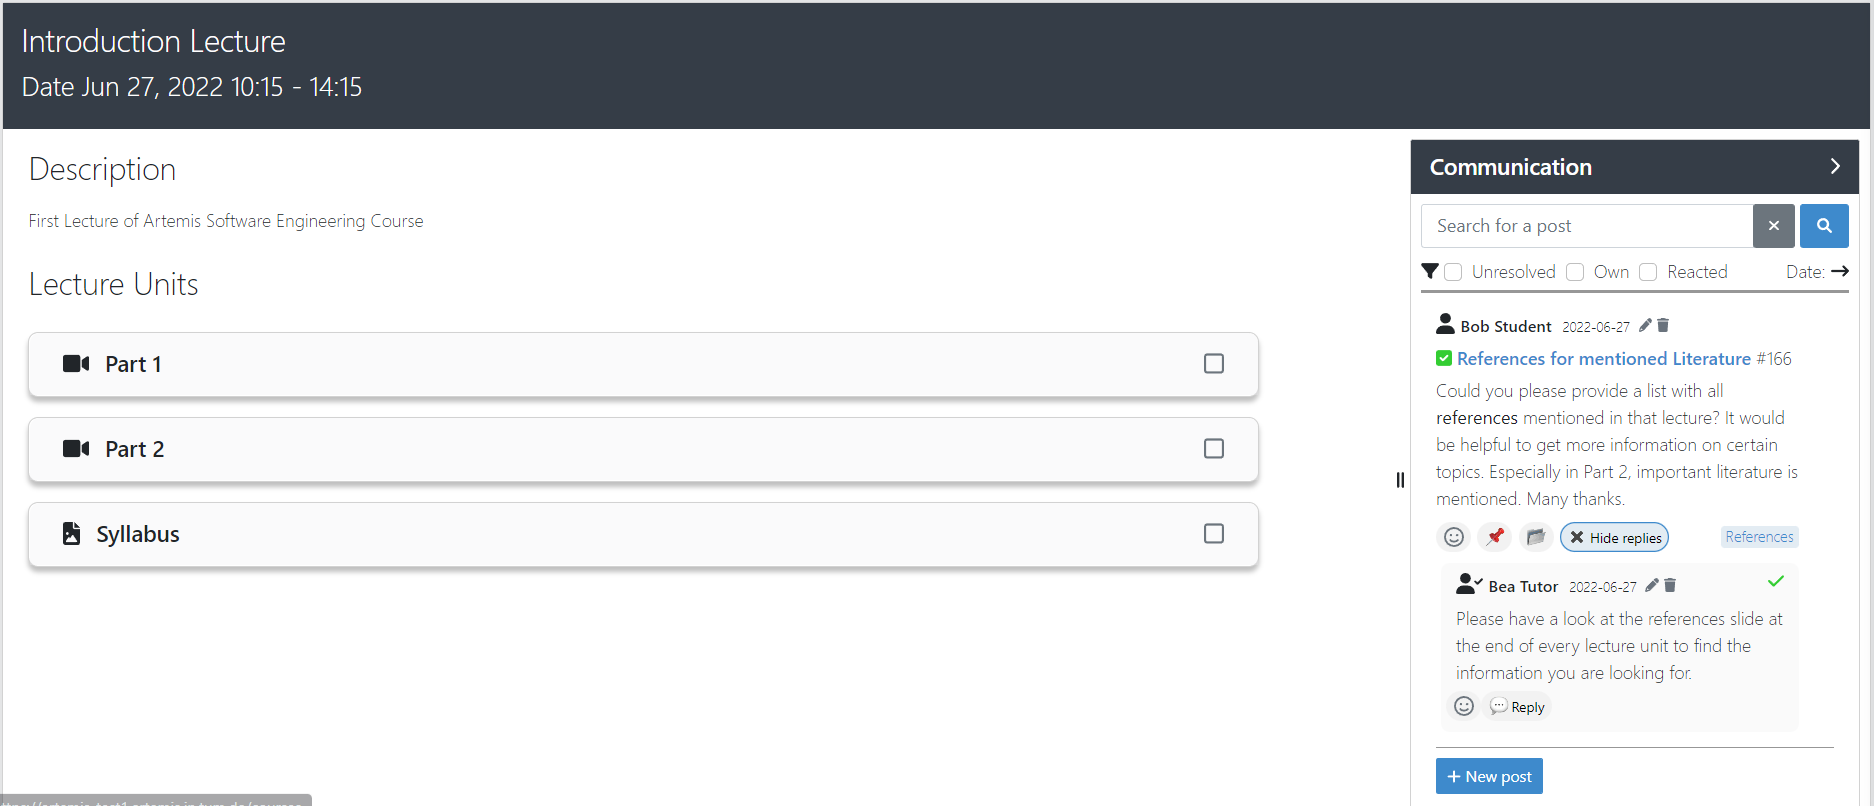 Introduction Lecture
Date Jun 27, 2022 10:15 - 14:15
Description
First Lecture of Artemis Software Engineering Course
Lecture Units
Part 1
Part 2
Syllabus
Communication
Search for a post
Unresolved Own Reacted Date:
Bob Student 2022-06-27
References for mentioned Literature #166
Could you please provide a list with all
references mentioned in that lecture? It would
be helpful to get more information on certain
topics. Especially in Part 2, important literature is
mentioned. Many thanks.
Hide replies References
Bea Tutor 2022-06-27
Please have a look at the references slide at
the end of every lecture unit to find the
information you are looking for.
Reply
+ New post